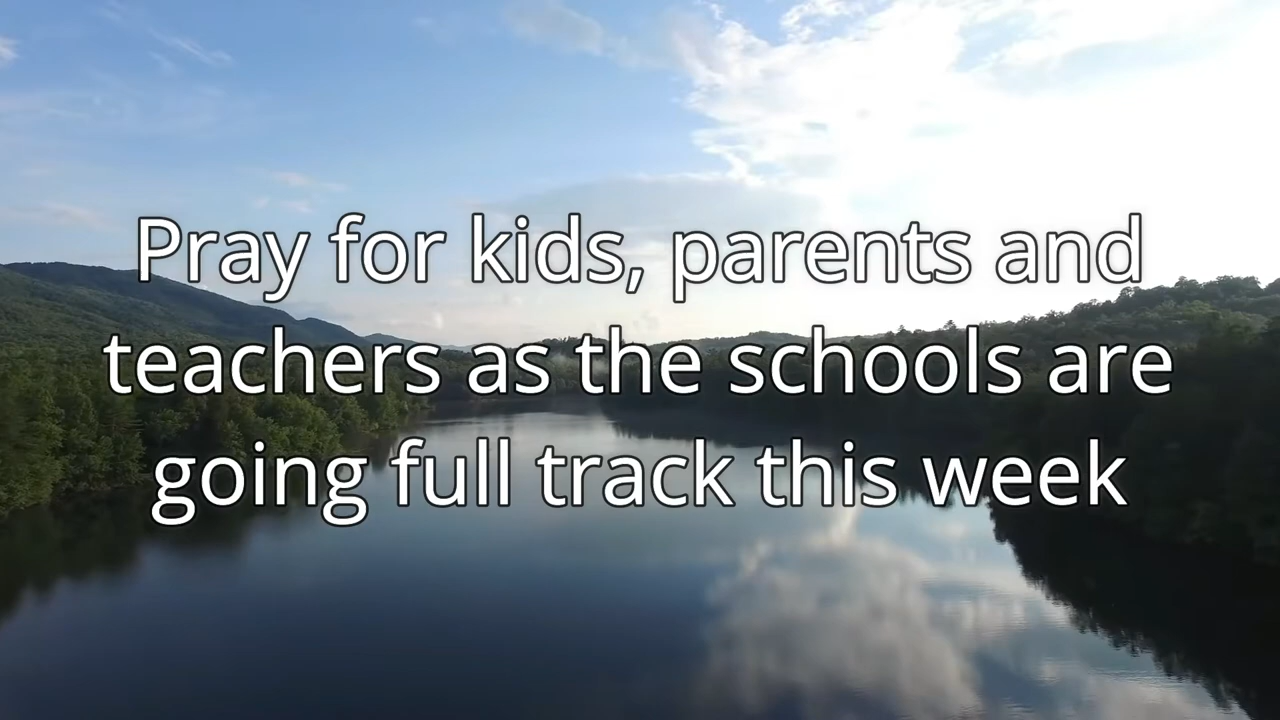 Pray for kids, parents and
teachers as the schools are
going full track this week